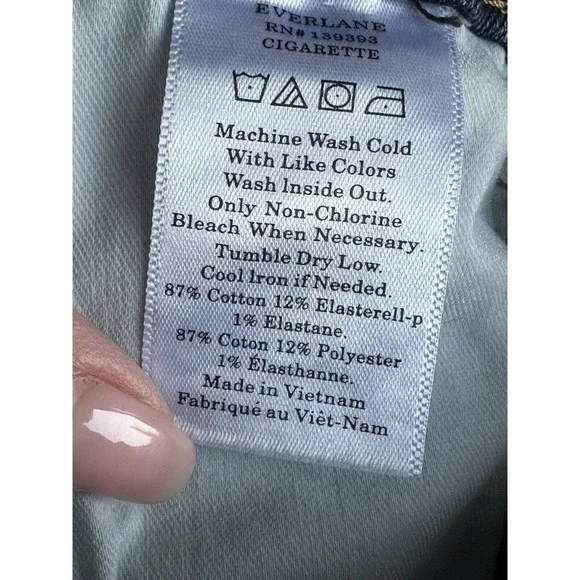 EVERLANE
RN# 139393
CIGARETTE
Machine Wash Cold
With Like Colors
Wash Inside Out.
Only Non-Chlorine
Bleach When Necessary.
Tumble Dry Low.
Cool Iron if Needed.
87% Cotton 12% Elasterell-p
1% Elastane.
87% Coton 12% Polyester
1% Élasthanne.
Made in Vietnam
Fabriqué au Viêt-Nam